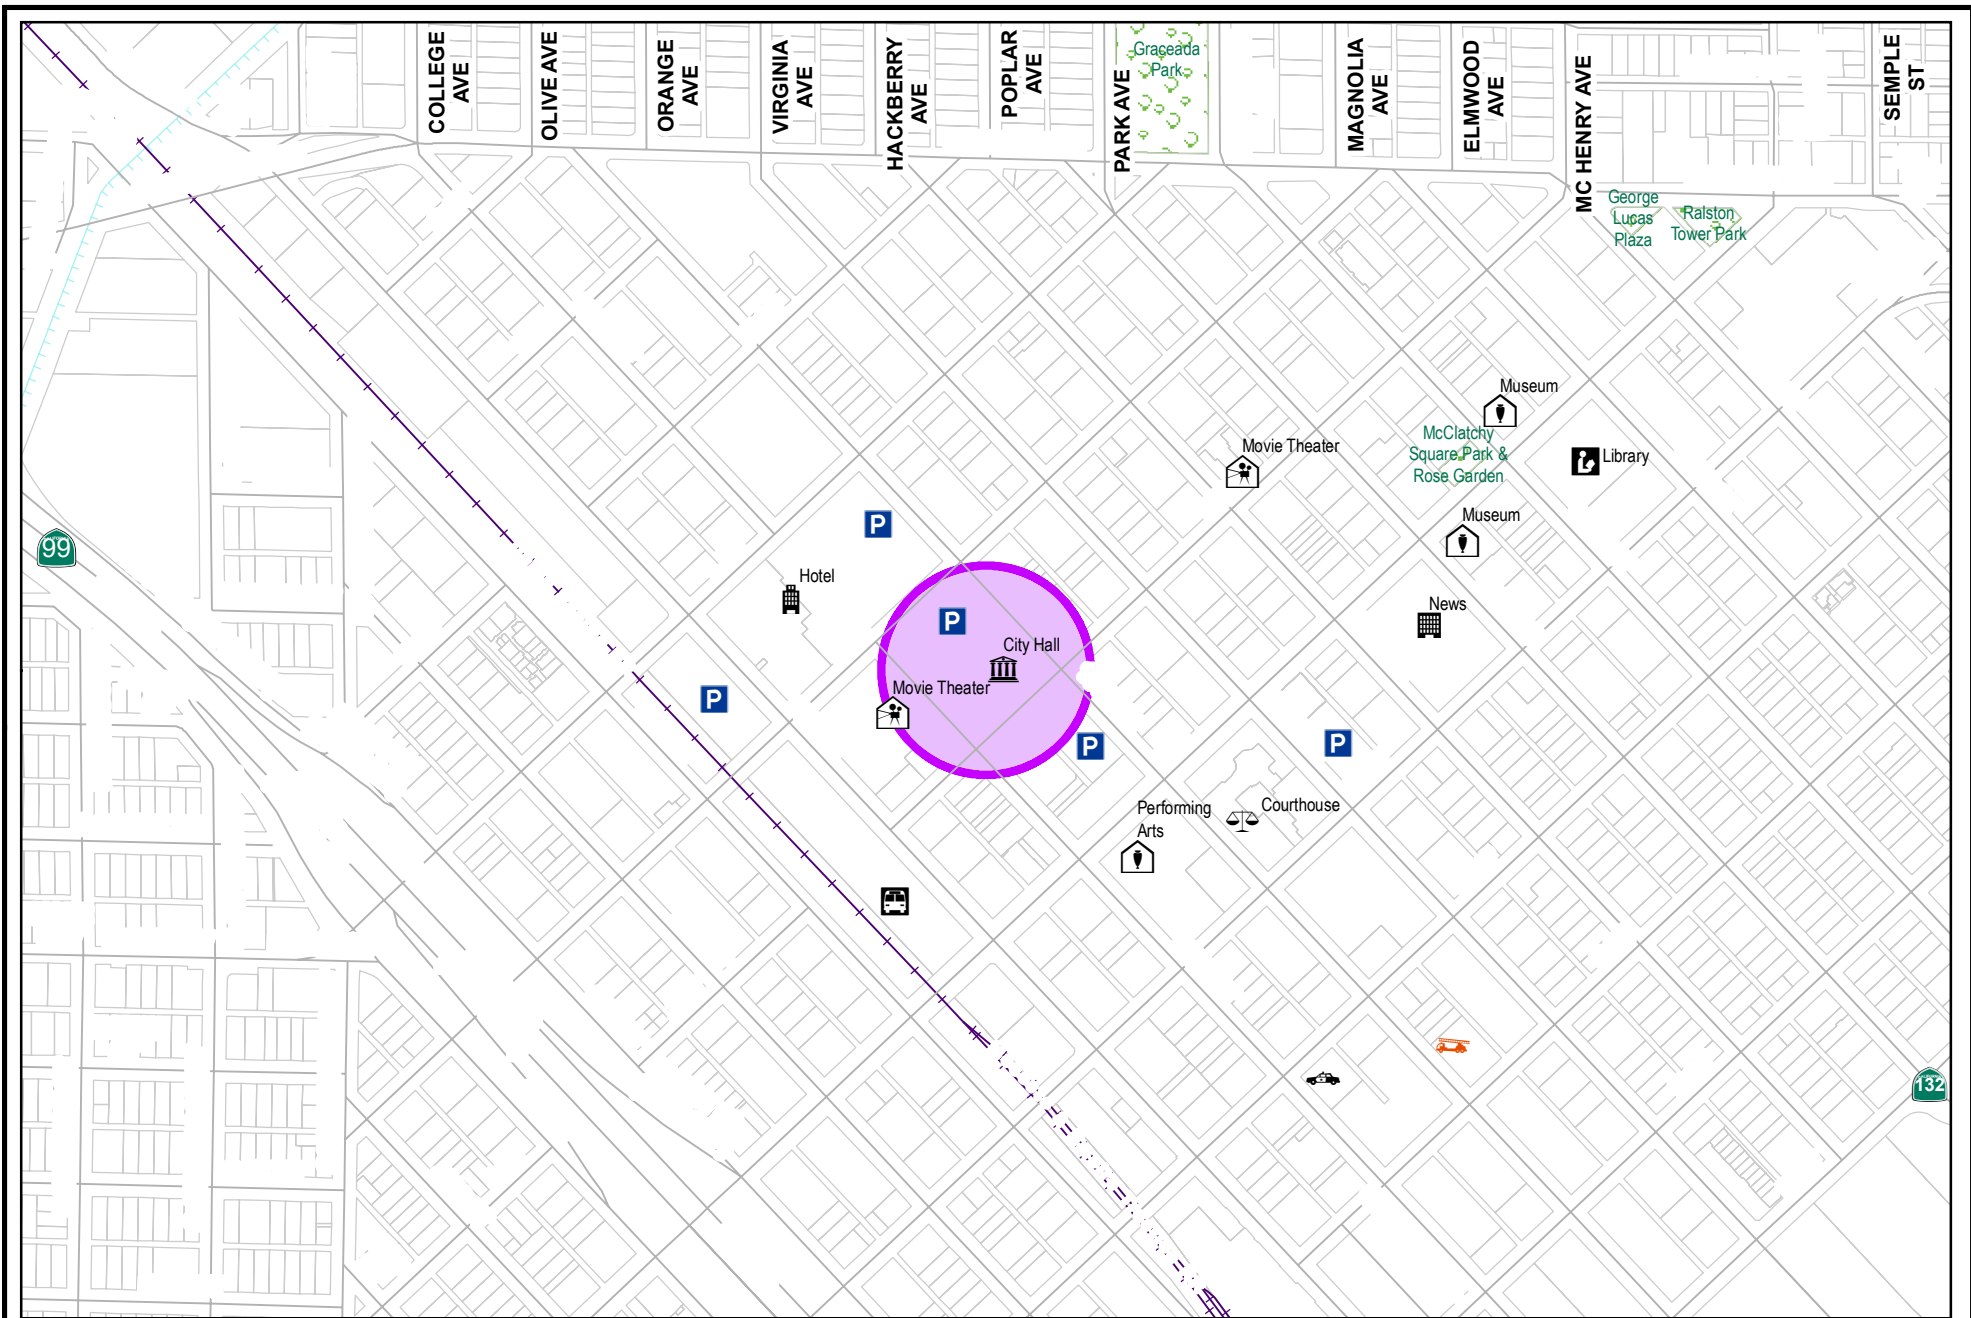 COLLEGE
AVE
OLIVE AVE
ORANGE
AVE
VIRGINIA
AVE
HACKBERRY
AVE
POPLAR
AVE
PARK AVE
Graceada
Park
MAGNOLIA
AVE
ELMWOOD
AVE
MC HENRY AVE
SEMPLE
ST
George
Lucas
Plaza
Ralston
Tower Park
Museum
McClatchy
Square Park &
Rose Garden
Movie Theater
Library
Museum
P
99
Hotel
News
P
City Hall
Movie Theater
P
P
P
Performing
Arts
Courthouse
132